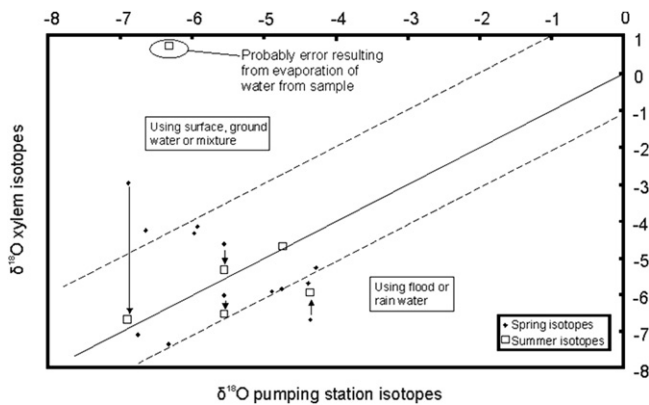 -8 -7 -6 -5 -4 -3 -2 -1 0
1
0
-1
-2
-3
-4
-5
-6
-7
-8
Probably error resulting
from evaporation of
water from sample
Using surface, ground
water or mixture
Using flood or
rain water
Spring isotopes
Summer isotopes
δ¹⁸O xylem isotopes
δ¹⁸O pumping station isotopes